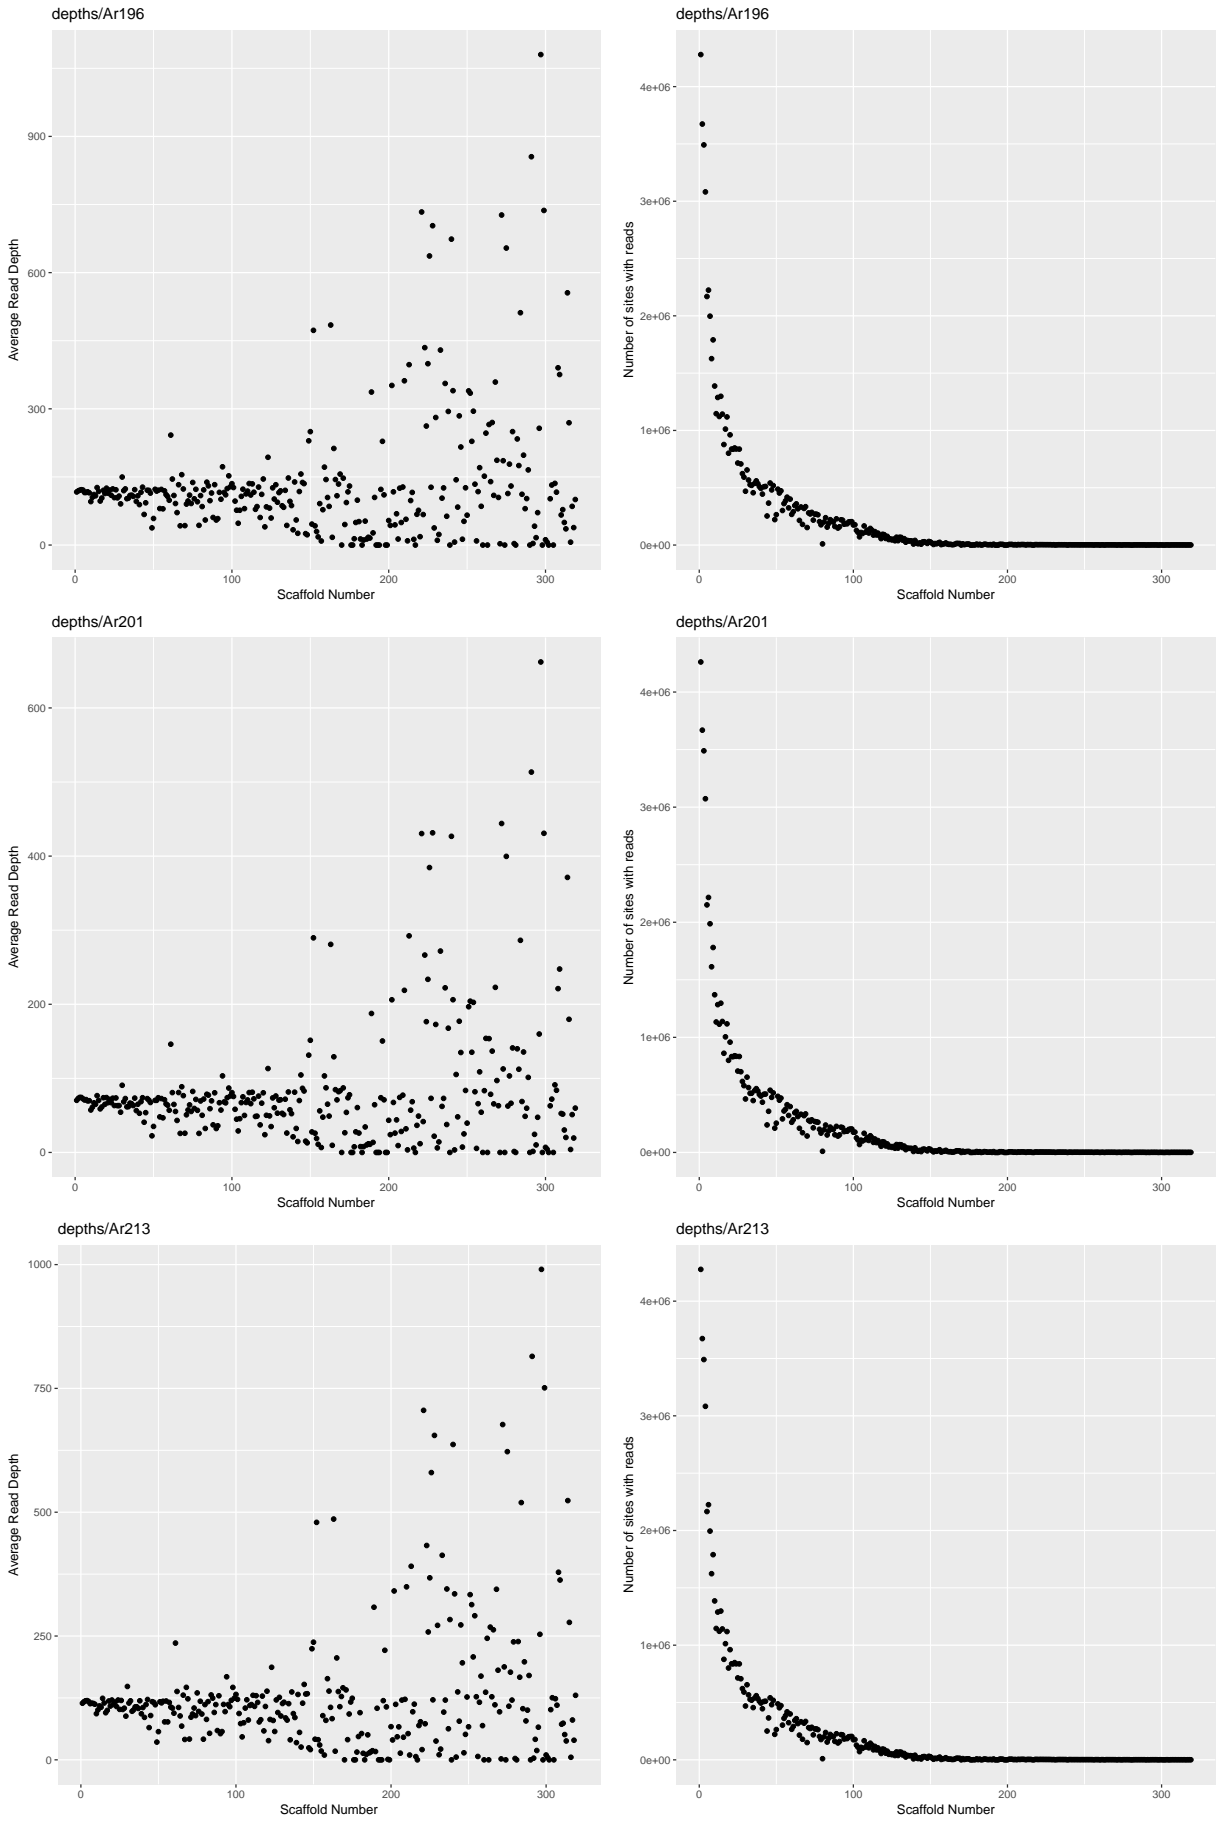 depths/Ar196
Average Read Depth
900
600
300
0
0 100 200 300
Scaffold Number
depths/Ar196
Number of sites with reads
4e+06
3e+06
2e+06
1e+06
0e+00
0 100 200 300
Scaffold Number
depths/Ar201
Average Read Depth
600
400
200
0
0 100 200 300
Scaffold Number
depths/Ar201
Number of sites with reads
4e+06
3e+06
2e+06
1e+06
0e+00
0 100 200 300
Scaffold Number
depths/Ar213
Average Read Depth
1000
750
500
250
0
0 100 200 300
Scaffold Number
depths/Ar213
Number of sites with reads
4e+06
3e+06
2e+06
1e+06
0e+00
0 100 200 300
Scaffold Number